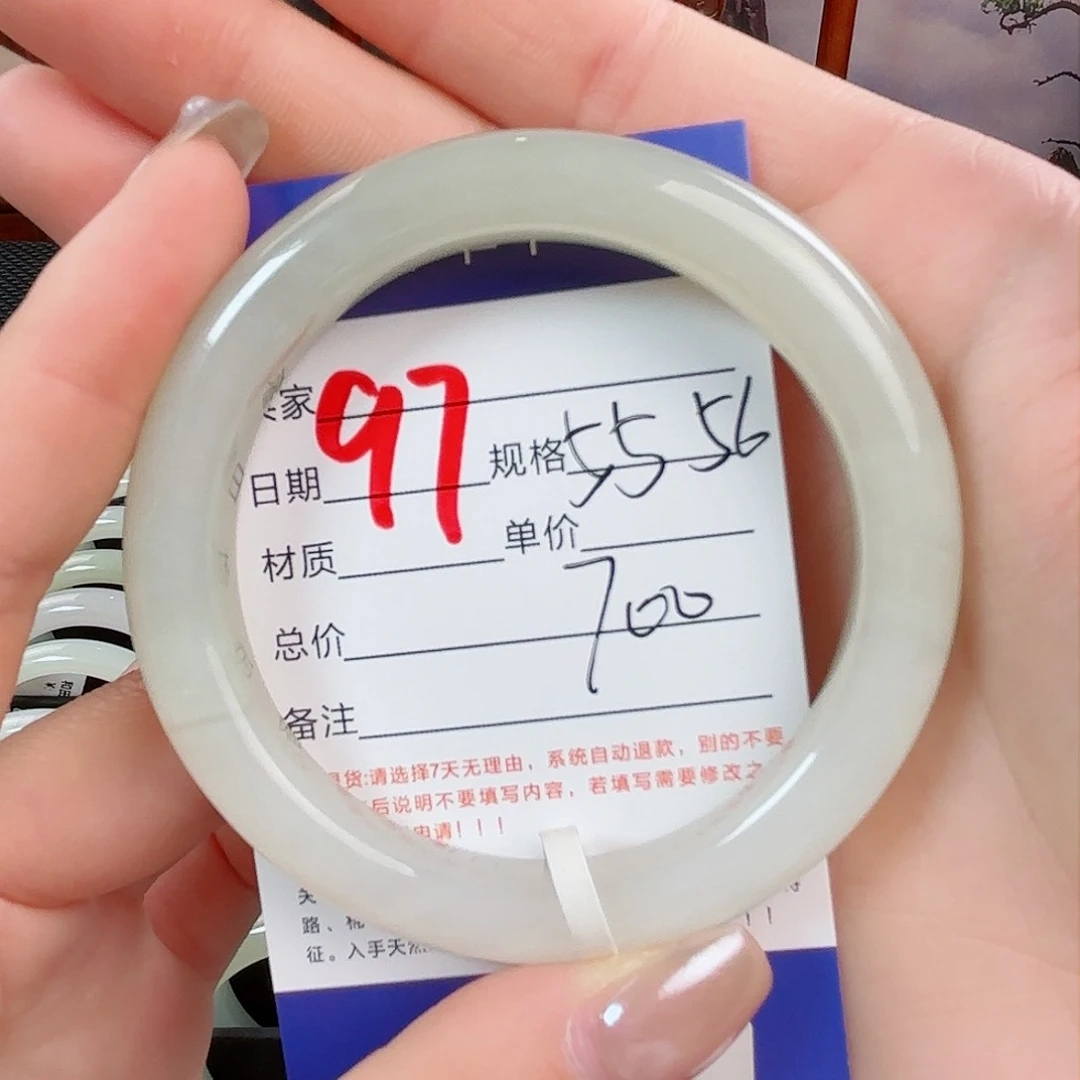 家 97
日期 规格 55 56
材质 单价
700
总价
备注
货:请选择7天无理由，系统自动退款，别的不要
后说明不要填写内容，若填写需要修改之
申请！！！
路、
征。入手天然